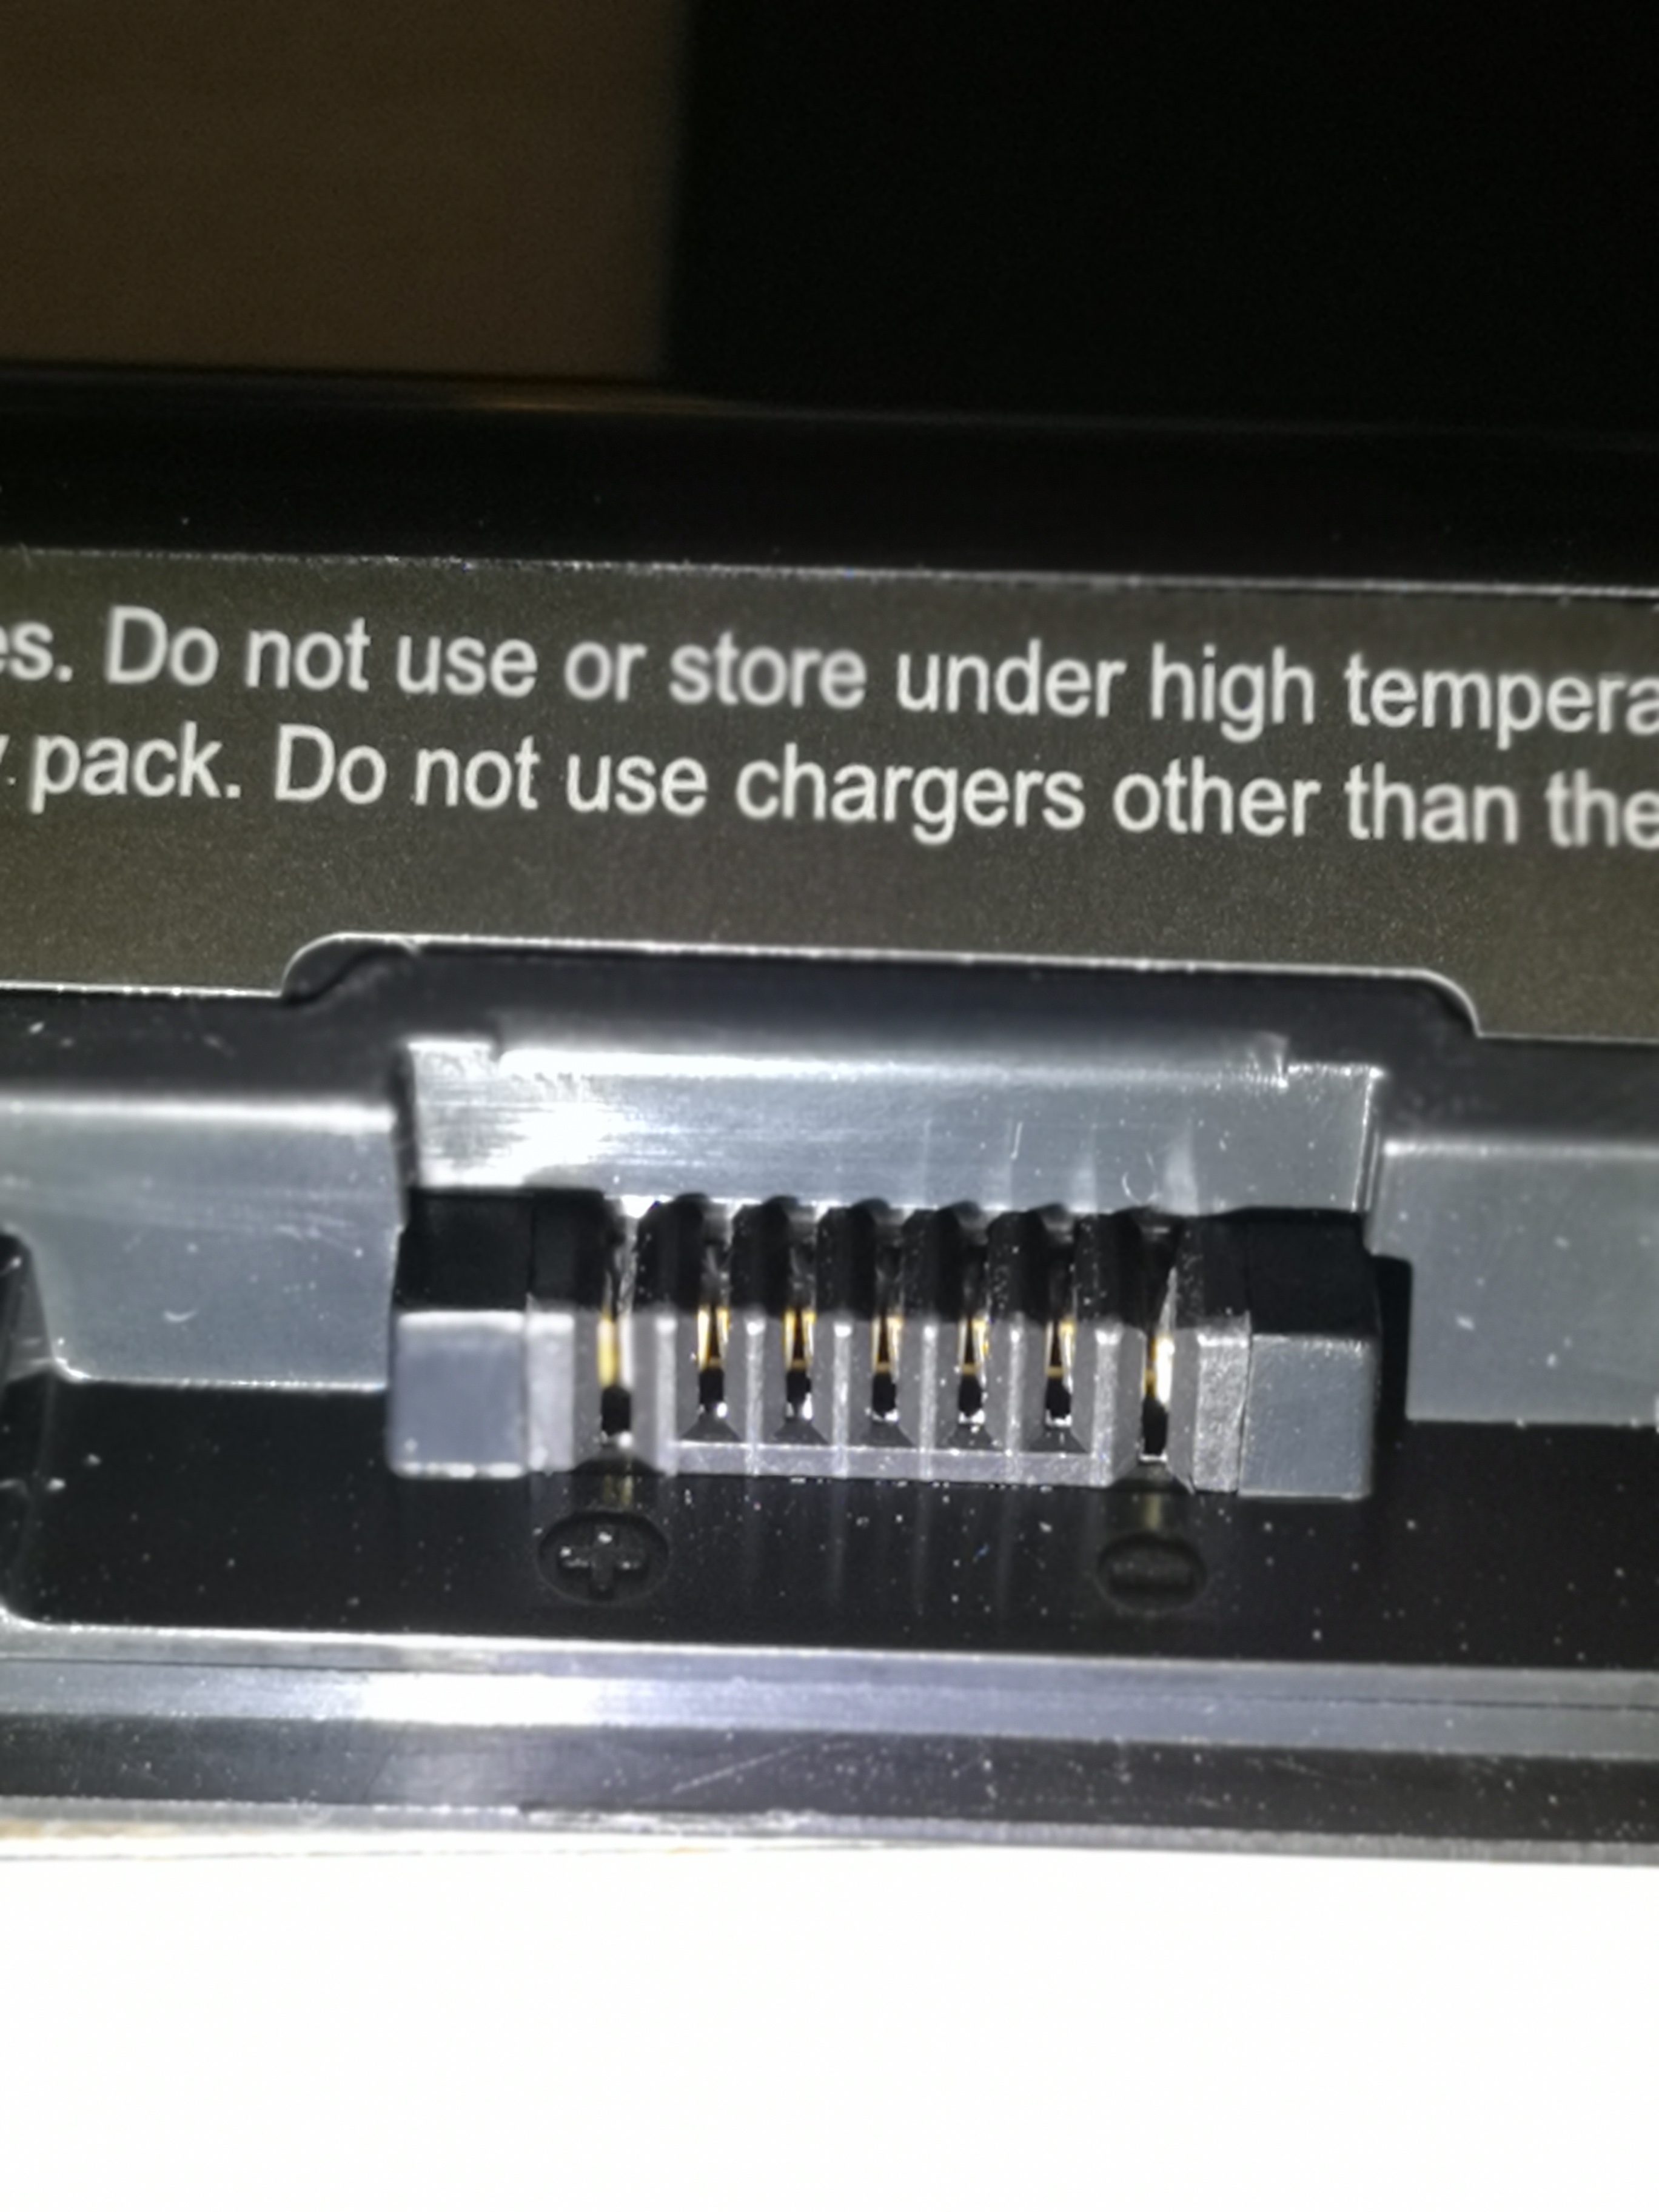 es. Do not use or store under high tempera
pack. Do not use chargers other than the
+ -